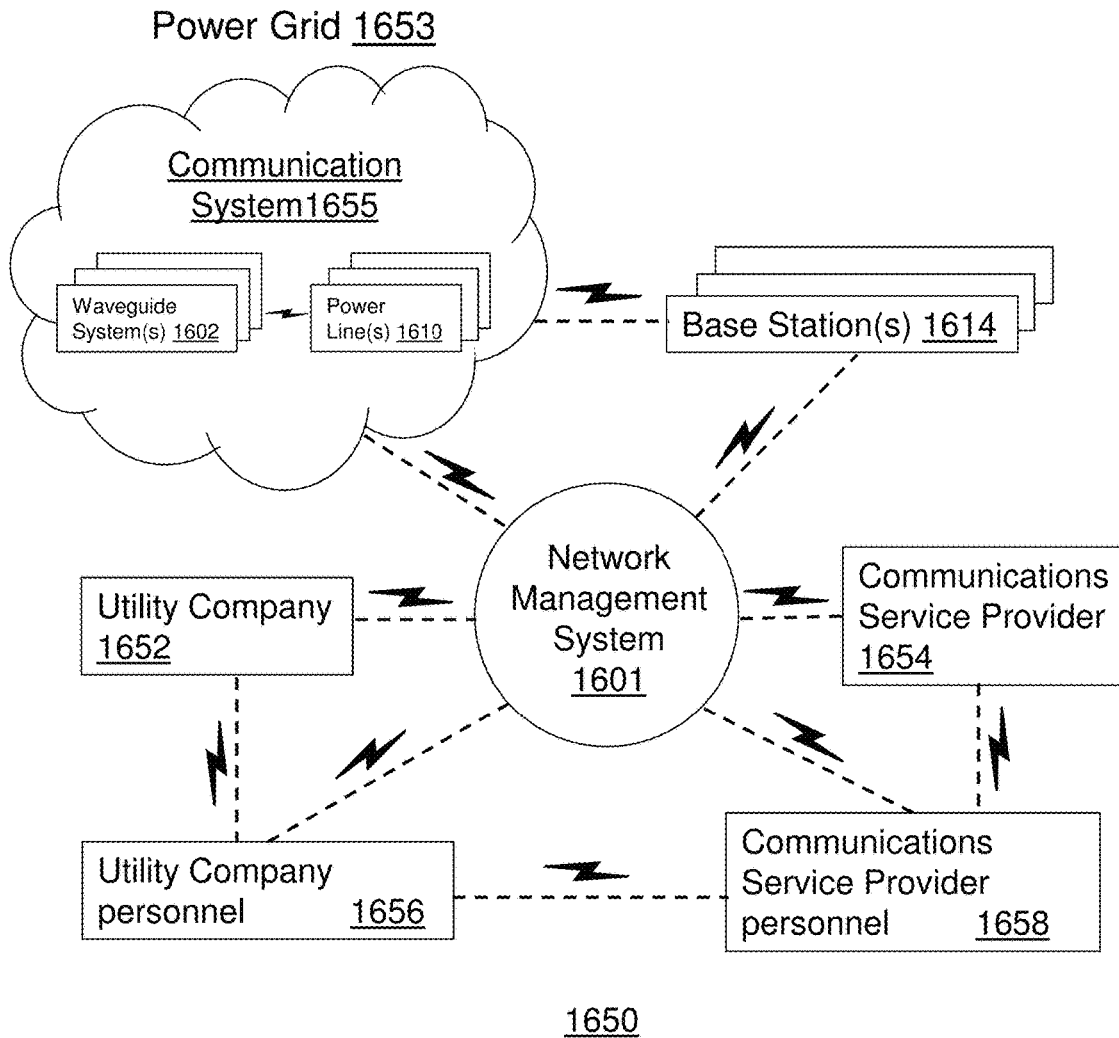 Power Grid 1653
Communication
System1655
Waveguide
System(s) 1602
Power
Line(s) 1610
Base Station(s) 1614
Network
Management
System
1601
Utility Company
1652
Communications
Service Provider
1654
Utility Company
personnel 1656
Communications
Service Provider
personnel 1658
1650